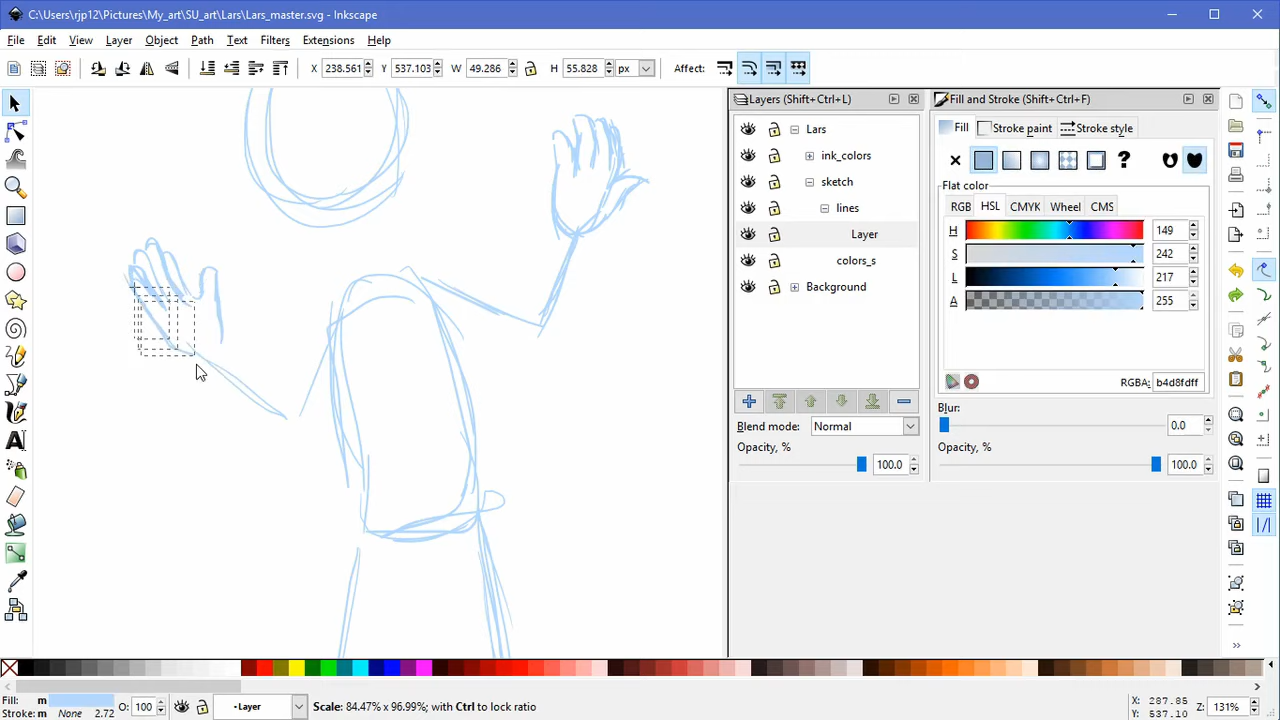 C:\Users\rjp12\Pictures\My_art\SU_art\Lars\Lars_master.svg - Inkscape
File Edit View Layer Object Path Text Filters Extensions Help
X 238.561 Y 537.103 W 49.286 H 55.828 px Affect:
Layers (Shift+Ctrl+L)
Lars
ink_colors
sketch
lines
Layer
colors_s
Background
Blend mode: Normal
Opacity, %
100.0
Fill and Stroke (Shift+Ctrl+F)
Fill Stroke paint Stroke style
?
Flat color
RGB HSL CMYK Wheel CMS
H 149
S 242
L 217
A 255
RGBA: b4d8fdff
Blur:
0.0
Opacity, %
100.0
Fill: m
Stroke: m None 2.72
O: 100
Layer
Scale: 84.47% x 96.99%; with Ctrl to lock ratio
X: 287.85
Y: 537.10
Z: 131%